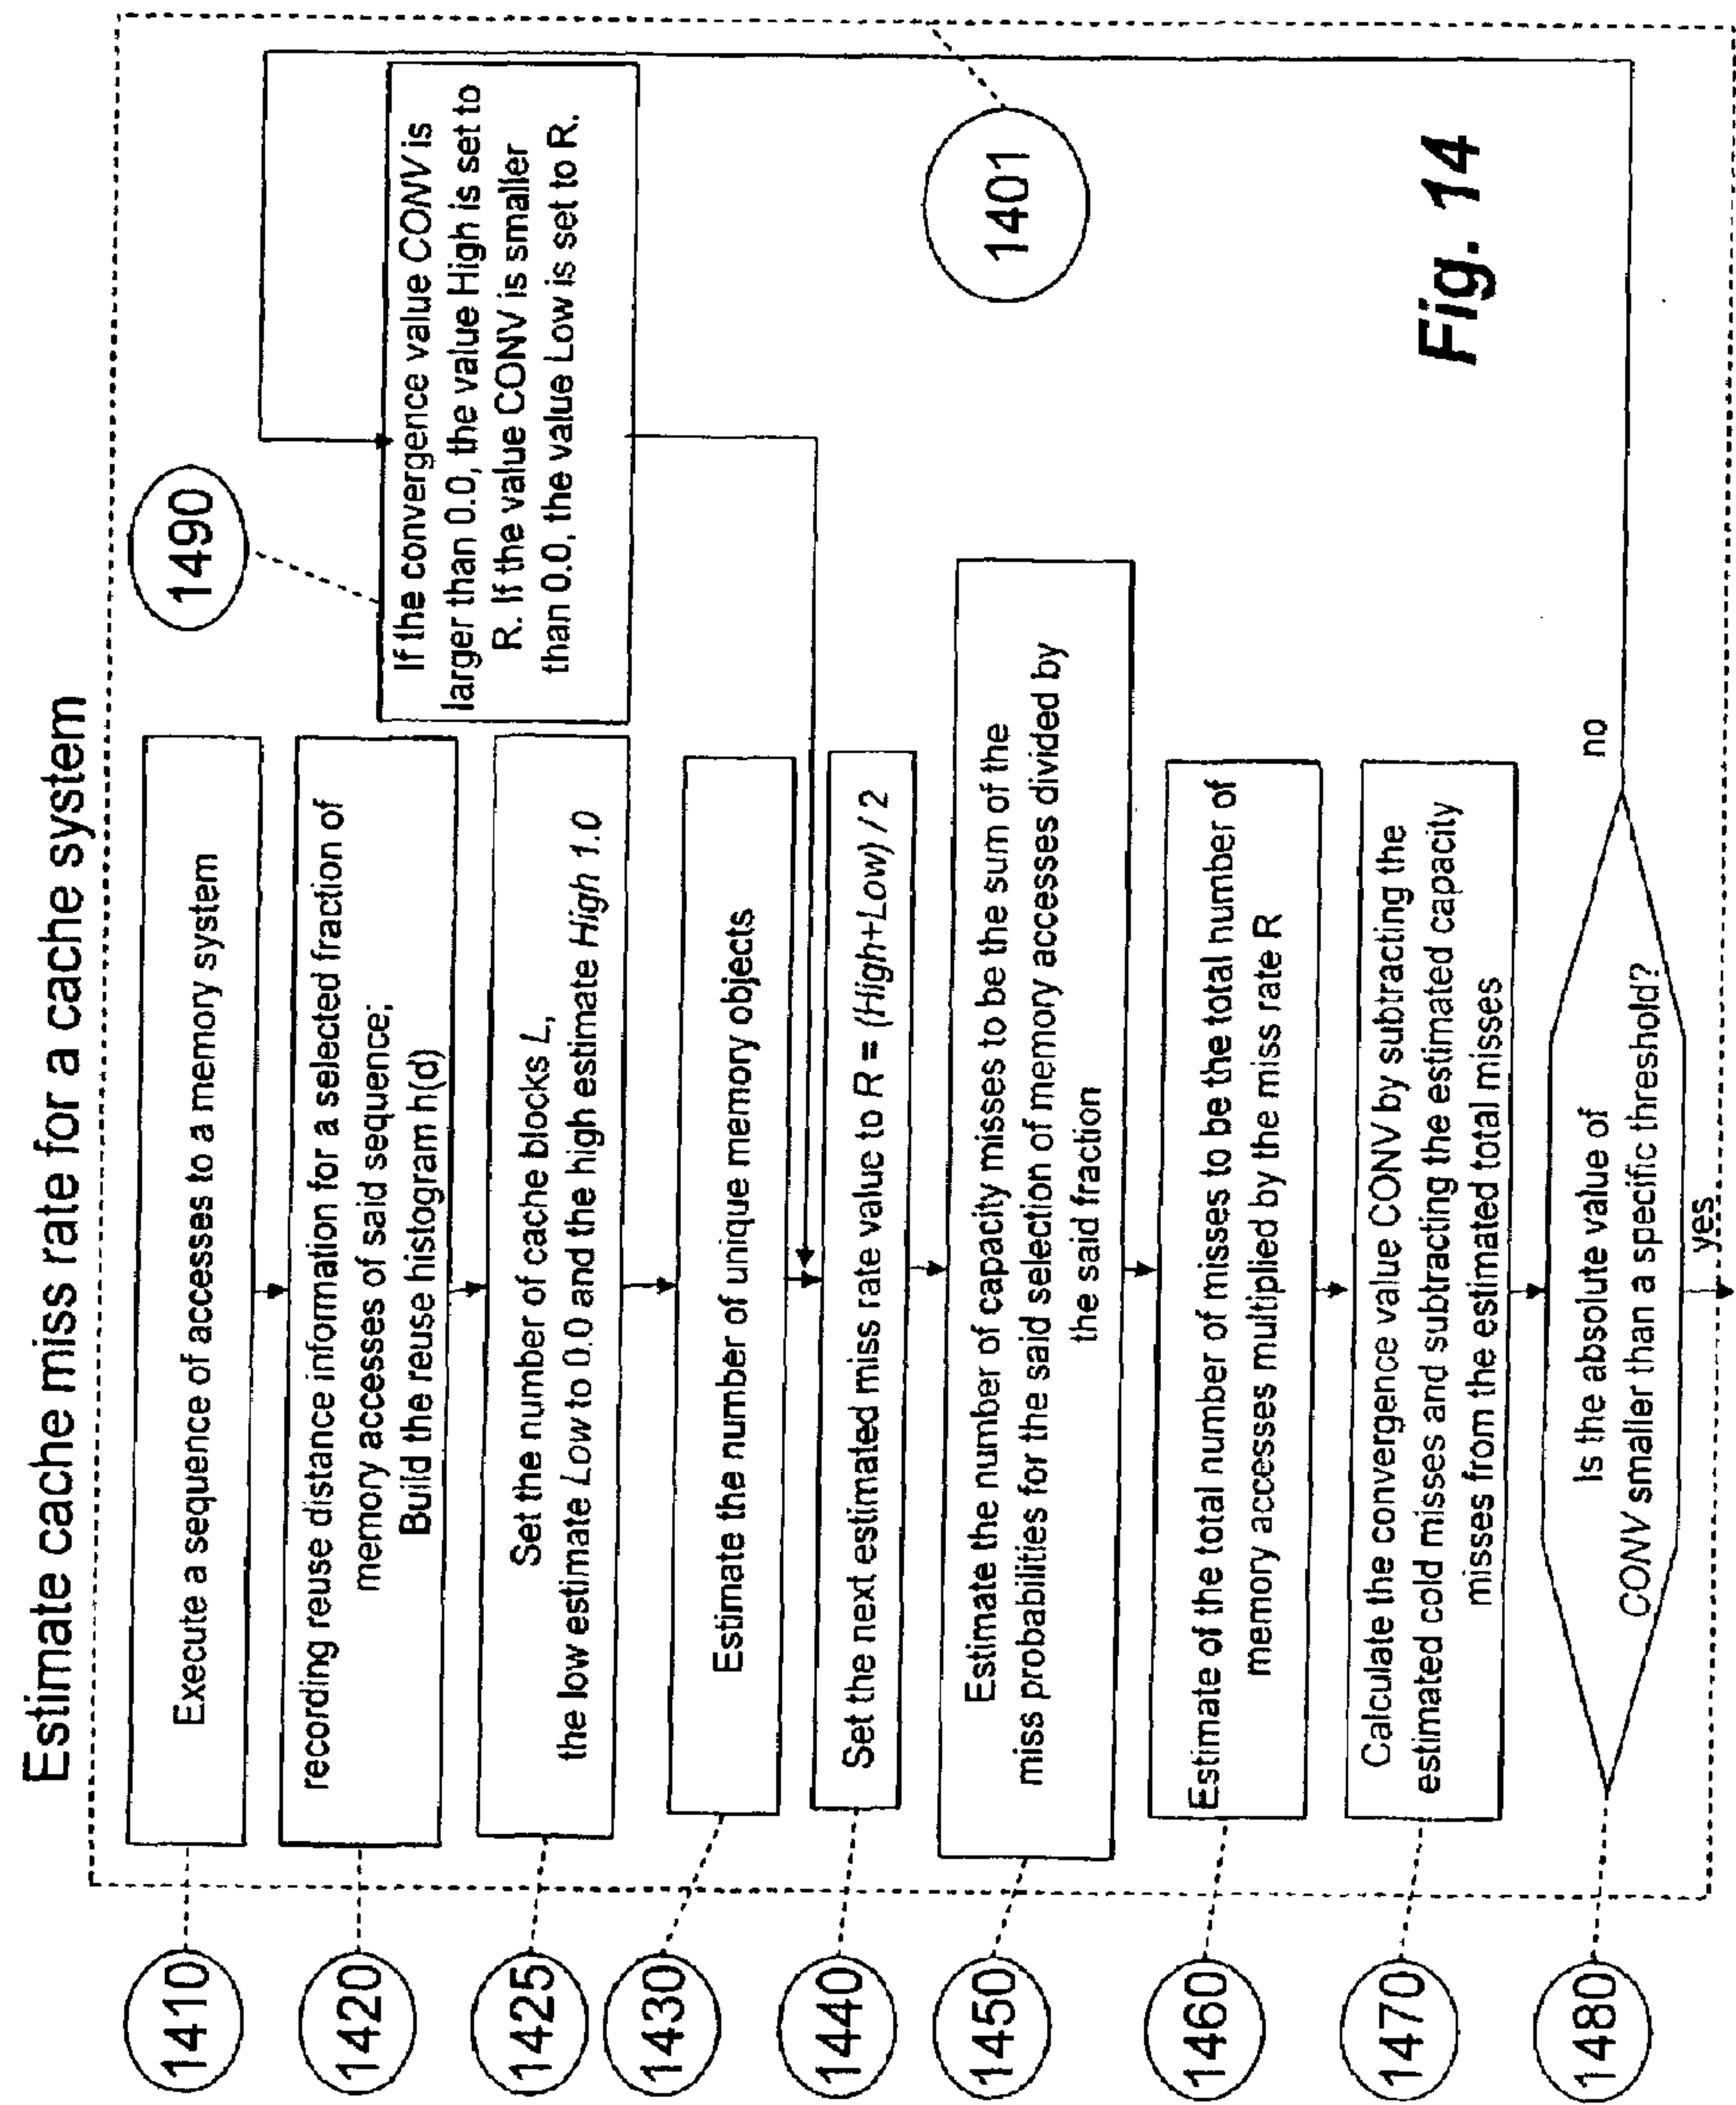 Estimate cache miss rate for a cache system
1410
Execute a sequence of accesses to a memory system
1420
recording reuse distance information for a selected fraction of
memory accesses of said sequence;
Build the reuse histogram h(d)
1425
Set the number of cache blocks L,
the low estimate Low to 0.0 and the high estimate High 1.0
1430
Estimate the number of unique memory objects
1440
Set the next estimated miss rate value to R = (High+Low) / 2
1450
Estimate the number of capacity misses to be the sum of the
miss probabilities for the said selection of memory accesses divided by
the said fraction
1460
Estimate of the total number of misses to be the total number of
memory accesses multiplied by the miss rate R
1470
Calculate the convergence value CONV by subtracting the
estimated cold misses and subtracting the estimated capacity
misses from the estimated total misses
1480
Is the absolute value of
CONV smaller than a specific threshold?
no
yes
1490
If the convergence value CONV is
larger than 0.0, the value High is set to
R. If the value CONV is smaller
than 0.0, the value Low is set to R.
1401
Fig. 14